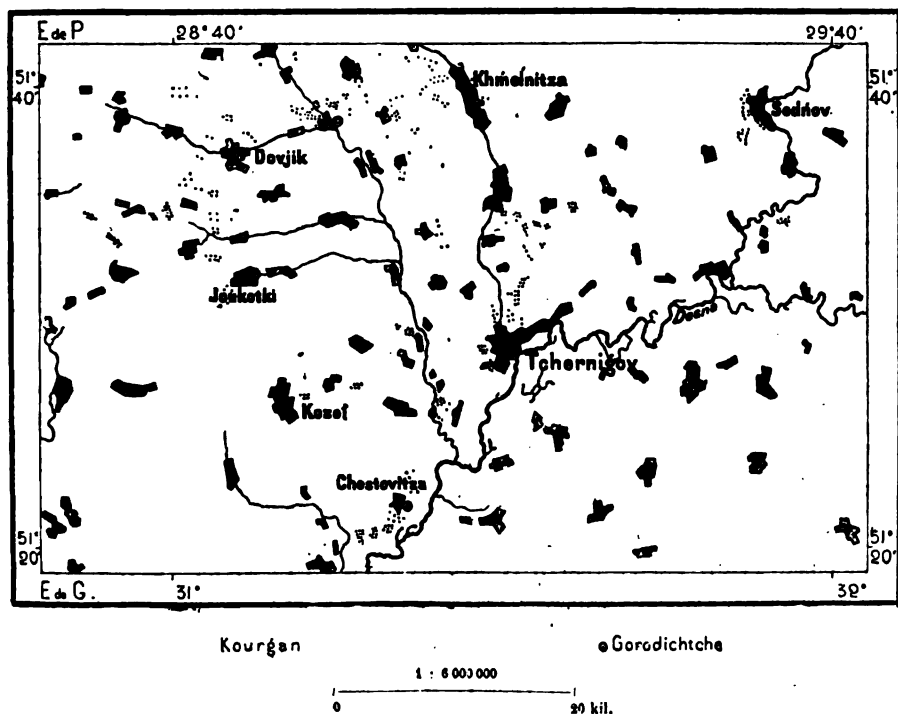 E de P 28°40' 29°40'
51° 40' 51° 40'
Khmelnitza
Sednov
Dovjik
Jóukotki
Desna
Tchernigov
Kozel
Chestovitza
51° 20' 51° 20'
E de G. 31° 32°
Kourgan Gorodichtche
1 : 6 000 000
0 20 kil.